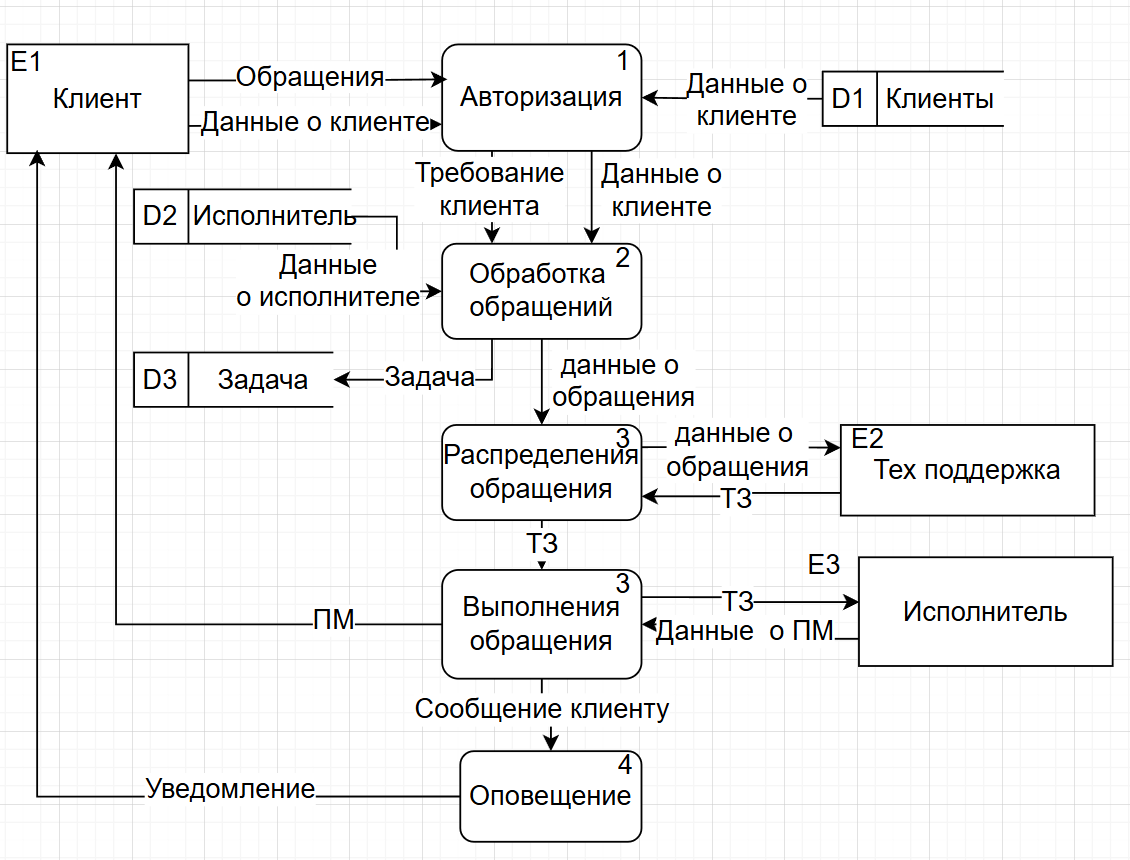 E1
Клиент
Обращения
Данные о клиенте
1
Авторизация
Данные о
клиенте
D1 Клиенты
Требование
клиента
Данные о
клиенте
D2 Исполнитель
Данные
о исполнителе
2
Обработка
обращений
D3 Задача
Задача
данные о
обращения
3
Распределения
обращения
данные о
обращения
ТЗ
E2
Тех поддержка
ТЗ
3
Выполнения
обращения
ПМ
ТЗ
Данные о ПМ
E3
Исполнитель
Сообщение клиенту
4
Оповещение
Уведомление